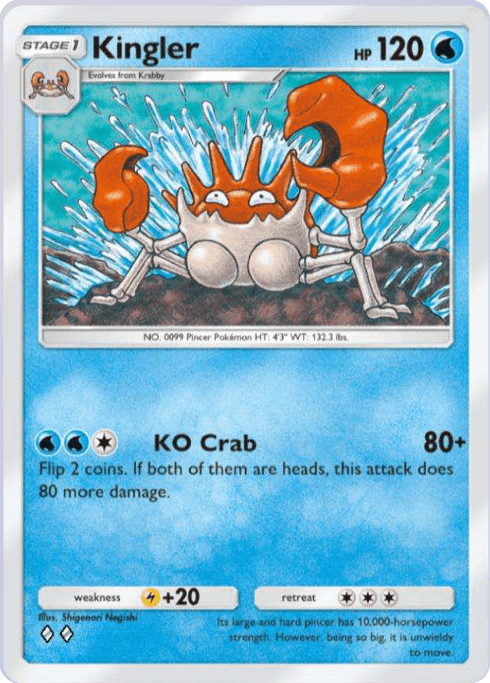 STAGE 1 Kingler HP 120
Evolves from Krabby
NO. 0099 Pincer Pokémon HT: 4'3" WT: 132.3 lbs.
KO Crab 80+
Flip 2 coins. If both of them are heads, this attack does
80 more damage.
weakness +20 retreat
Illus. Shigenori Negishi
Its large and hard pincer has 10,000-horsepower
strength. However, being so big, it is unwieldy
to move.